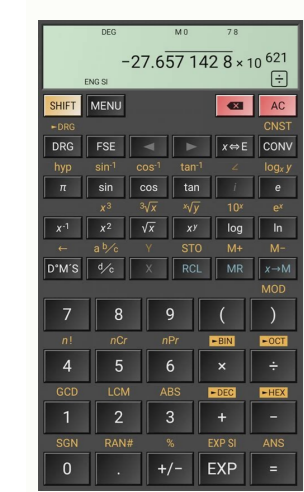 DEG M 0 7 8
−27.657 142 8 × 10 621
ENG SI ÷
SHIFT MENU AC
►DRG CNST
DRG FSE ◄ ► x⇔E CONV
hyp sin-1 cos-1 tan-1 ∠ logₓ y
π sin cos tan i e
x³ ³√x ˣ√y 10ˣ eˣ
x-1 x² √x xʸ log ln
← a b/c Y STO M+ M−
D°M´S d/c X RCL MR x→M
MOD
7 8 9 ( )
n! nCr nPr ►BIN ►OCT
4 5 6 × ÷
GCD LCM ABS ►DEC ►HEX
1 2 3 + −
SGN RAN# % EXP SI ANS
0 . +/− EXP =